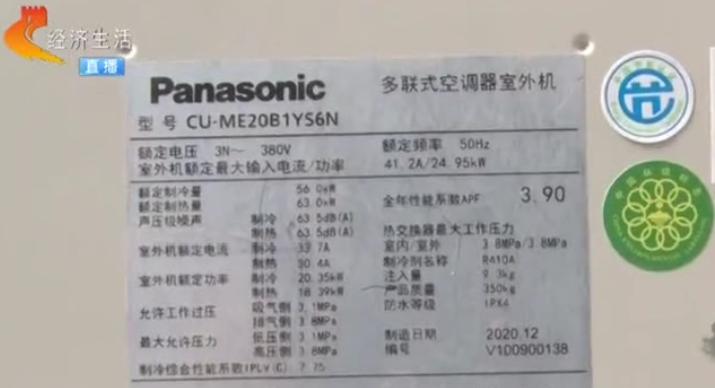 经济生活
直播
Panasonic 多联式空调器室外机
型号 CU-ME20B1YS6N
额定电压 3N~ 380V 额定频率 50Hz
室外机额定最大输入电流/功率 41.2A/24.95kW
额定制冷量 56.0kW
额定制热量 63.0kW 全年性能系数APF 3.90
声压级噪声 制冷 63.5dB(A)
制热 63.5dB(A) 热交换器最大工作压力
室外机额定电流 制冷 33.7A 室内/室外 3.8MPa/3.8MPa
制热 30.4A 制冷剂名称 R410A
室外机额定功率 制冷 20.35kW 注入量 9.3kg
制热 18.39kW 产品质量 350kg
允许工作过压 吸气侧 3.1MPa 防水等级 IPX4
排气侧 3.8MPa
最大允许压力 低压侧 3.1MPa 制造日期 2020.12
高压侧 3.8MPa 编号 V100900138
制冷综合性能系数IPLV(C) 7.75